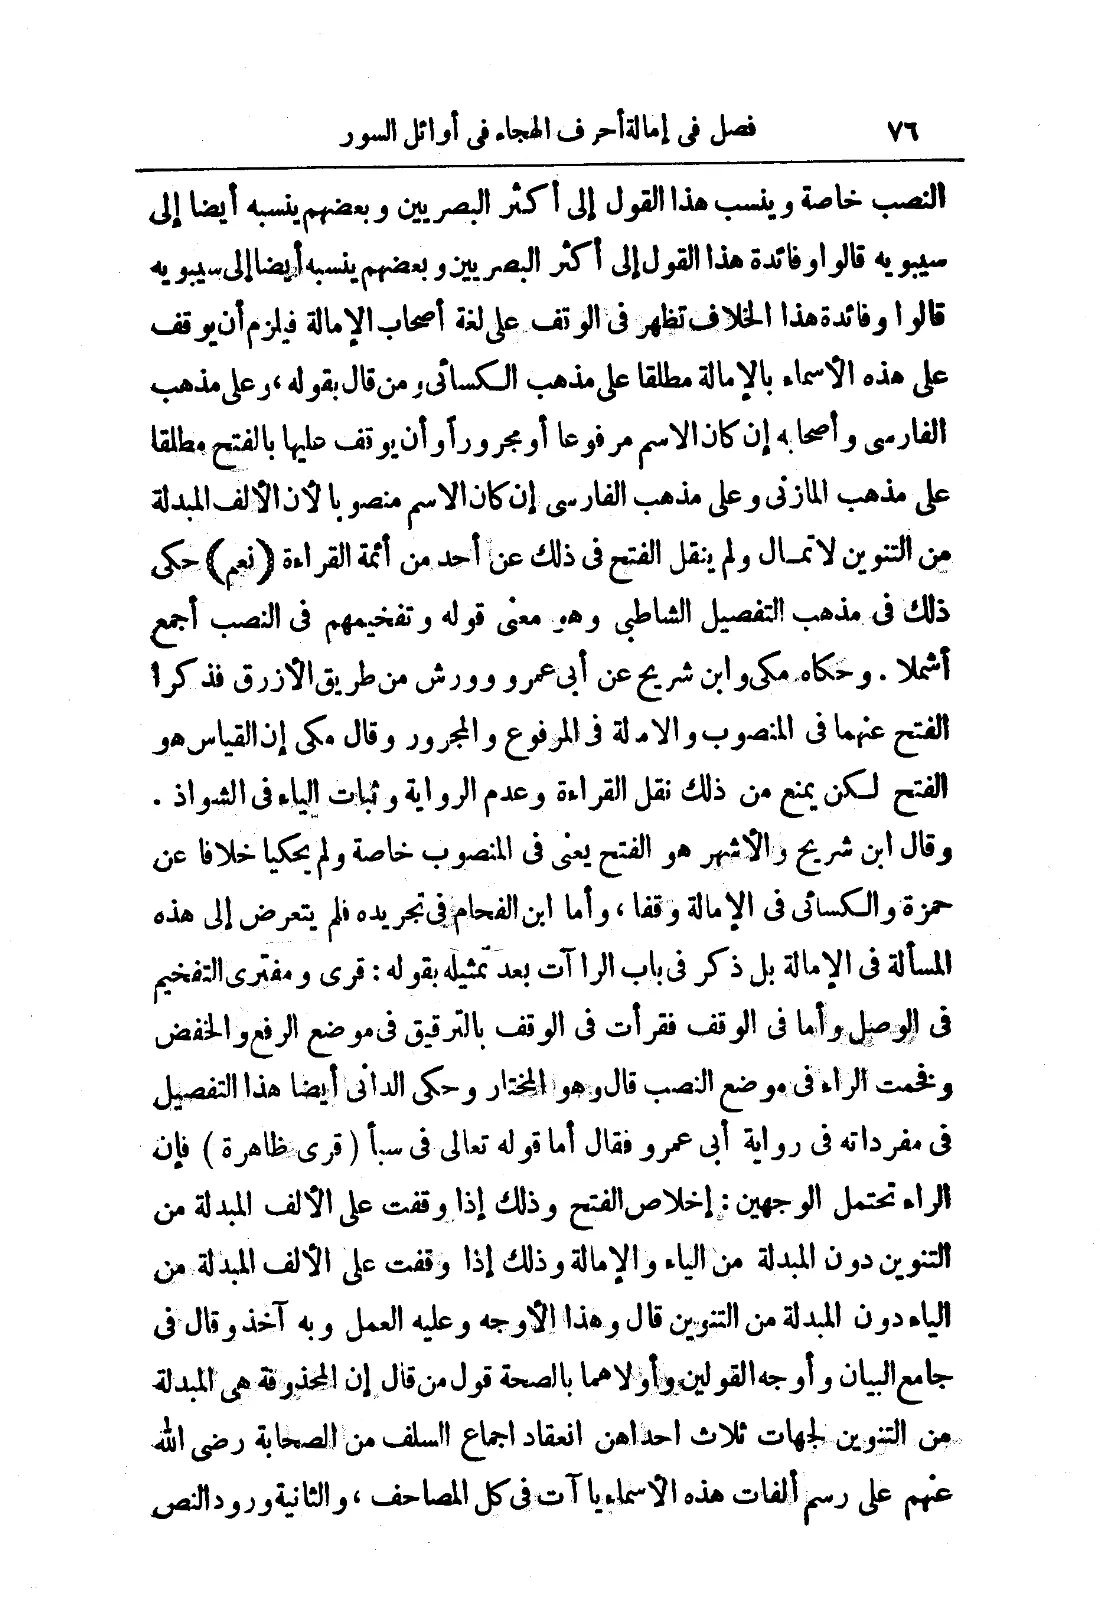 ٧٦ فصل فى إمالة أحرف الهجاء فى أوائل السور
النصب خاصة وينسب هذا القول إلى أكثر البصريين وبعضهم ينسبه أيضا إلى
سيبويه قالوا وفائدة هذا القول إلى أكثر البصريين وبعضهم ينسبه أيضا إلى سيبويه
قالوا وفائدة هذا الخلاف تظهر فى الوقف على لغة أصحاب الإمالة فيلزم أن يوقف
على هذه الأسماء بالإمالة مطلقا على مذهب الكسائى ومن قال بقوله ، وعلى مذهب
الفارسى وأصحابه إن كان الاسم مرفوعا أو مجروراً وأن يوقف عليها بالفتح مطلقا
على مذهب المازنى وعلى مذهب الفارسى إن كان الاسم منصوبا لأن الألف المبدلة
من التنوين لا تمال ولم ينقل الفتح فى ذلك عن أحد من أئمة القراءة (نعم) حكى
ذلك فى مذهب التفصيل الشاطبى وهو معنى قوله وتفخيمهم فى النصب أجمع
أشملا . وحكاه مكى وابن شريح عن أبى عمرو وورش من طريق الأزرق فذكرا
الفتح عنهما فى المنصوب والامالة فى المرفوع والمجرور وقال مكى إن القياس هو
الفتح لكن يمنع من ذلك نقل القراءة وعدم الرواية وثبات الياء فى الشواذ .
وقال ابن شريح والأشهر هو الفتح يعنى فى المنصوب خاصة ولم يحكيا خلافا عن
حمزة والكسائى فى الإمالة وقفا ، وأما ابن الفحام فى تجريده فلم يتعرض إلى هذه
المسألة فى الإمالة بل ذكر فى باب الراآت بعد تمثيله بقوله : قرى ومفترى التفخيم
فى الوصل وأما فى الوقف فقرأت فى الوقف بالترقيق فى موضع الرفع والخفض
وفخمت الراء فى موضع النصب قال وهو المختار وحكى الدانى أيضا هذا التفصيل
فى مفرداته فى رواية أبى عمرو فقال أما قوله تعالى فى سبأ ( قرى ظاهرة ) فإن
الراء تحتمل الوجهين : إخلاص الفتح وذلك إذا وقفت على الألف المبدلة من
التنوين دون المبدلة من الياء والإمالة وذلك إذا وقفت على الألف المبدلة من
الياء دون المبدلة من التنوين قال وهذا الأوجه وعليه العمل وبه آخذ وقال فى
جامع البيان وأوجه القولين وأولاهما بالصحة قول من قال إن المحذوفة هى المبدلة
من التنوين لجهات ثلاث احداهن انعقاد اجماع السلف من الصحابة رضى الله
عنهم على رسم ألفات هذه الأسماء ياآت فى كل المصاحف ، والثانية ورود النص